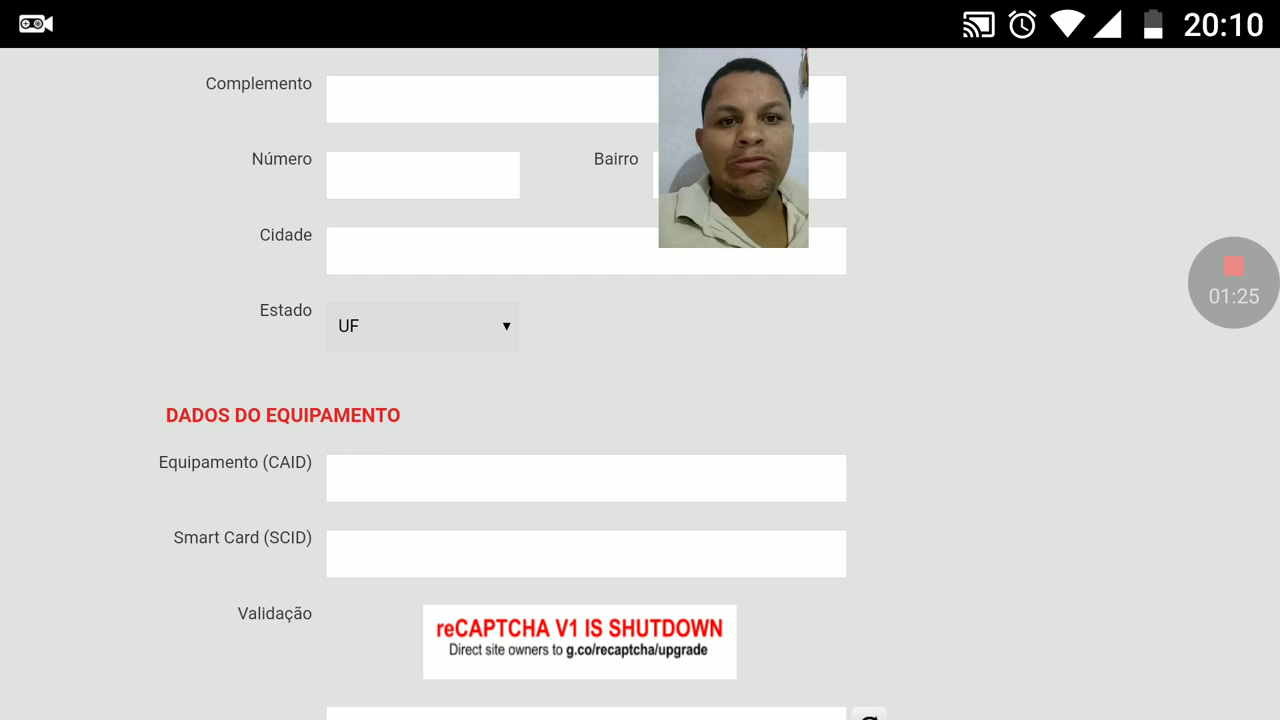 20:10
Complemento
Número
Bairro
Cidade
Estado
UF
01:25
DADOS DO EQUIPAMENTO
Equipamento (CAID)
Smart Card (SCID)
Validação
reCAPTCHA V1 IS SHUTDOWN
Direct site owners to g.co/recaptcha/upgrade